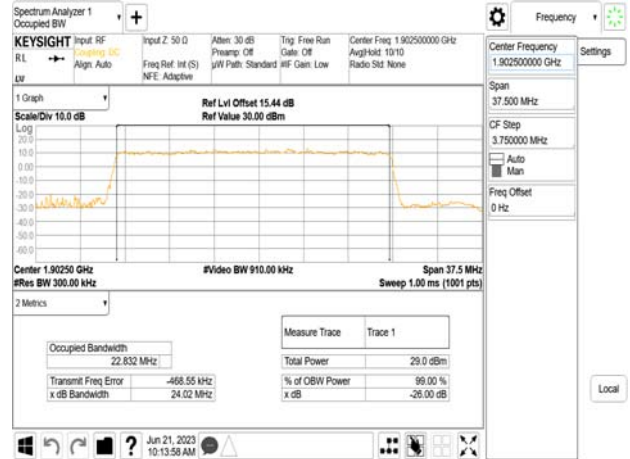 Spectrum Analyzer 1
Occupied BW
Frequency
KEYSIGHT
Input: RF
Coupling: DC
Align: Auto
Input Z: 50 Ω
Freq Ref: Int (S)
NFE: Adaptive
Atten: 30 dB
Preamp: Off
µW Path: Standard
Trig: Free Run
Gate: Off
#IF Gain: Low
Center Freq: 1.902500000 GHz
Avg|Hold: 10/10
Radio Std: None
RL
Center Frequency
1.902500000 GHz
Settings
Span
37.500 MHz
CF Step
3.750000 MHz
Auto
Man
Freq Offset
0 Hz
Local
1 Graph
Scale/Div 10.0 dB
Ref Lvl Offset 15.44 dB
Ref Value 30.00 dBm
Log
20.0
10.0
0.00
-10.0
-20.0
-30.0
-40.0
-50.0
-60.0
Center 1.90250 GHz
#Res BW 300.00 kHz
#Video BW 910.00 kHz
Span 37.5 MHz
Sweep 1.00 ms (1001 pts)
2 Metrics
Measure Trace Trace 1
Occupied Bandwidth
22.832 MHz
Total Power 29.0 dBm
Transmit Freq Error -468.55 kHz
% of OBW Power 99.00 %
x dB Bandwidth 24.02 MHz
x dB -26.00 dB
?
Jun 21, 2023
10:13:58 AM